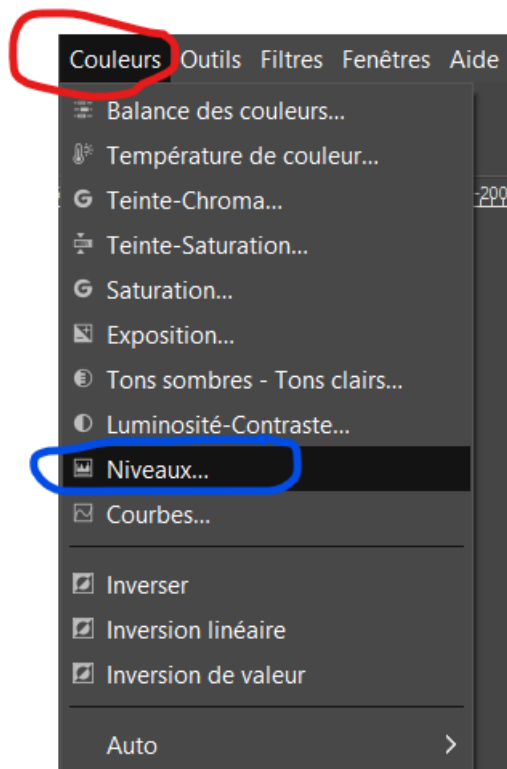 Couleurs Outils Filtres Fenêtres Aide
Balance des couleurs...
Température de couleur...
Teinte-Chroma...
-200
Teinte-Saturation...
Saturation...
Exposition...
Tons sombres - Tons clairs...
Luminosité-Contraste...
Niveaux...
Courbes...
Inverser
Inversion linéaire
Inversion de valeur
Auto